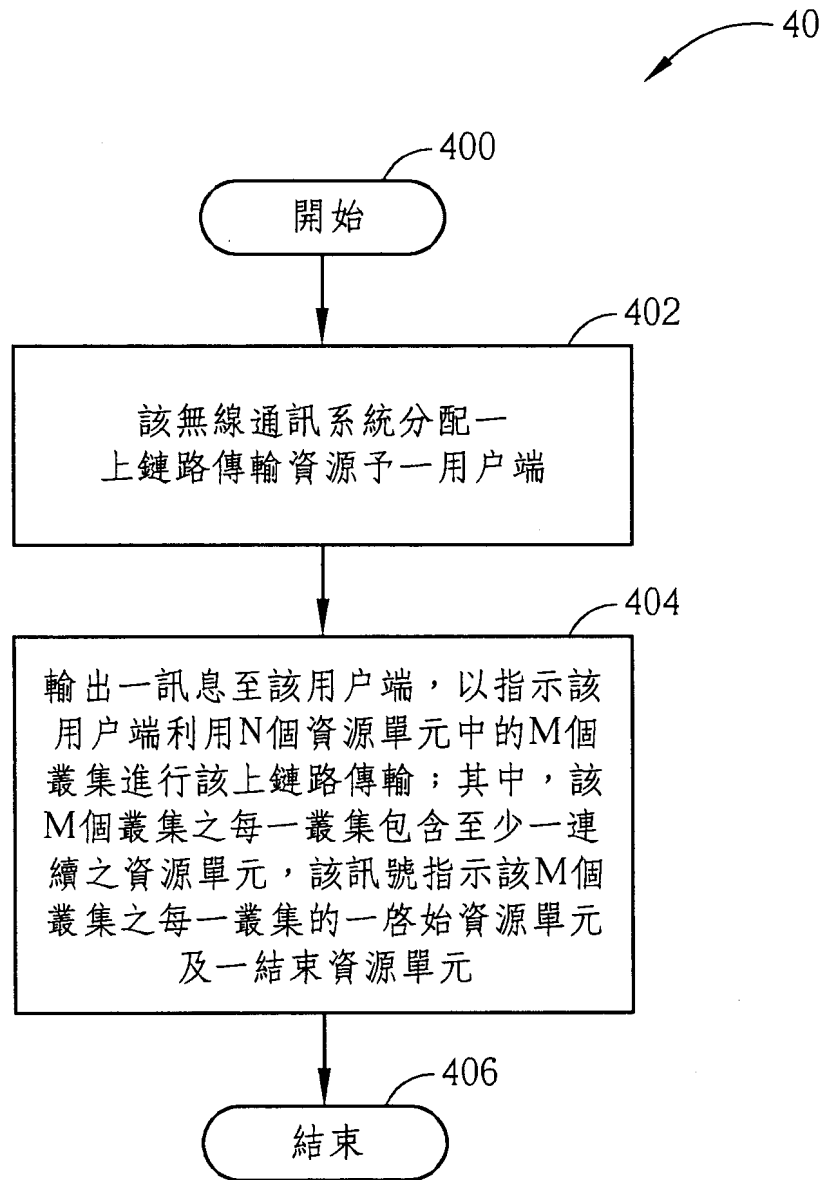 40
400
開始
402
該無線通訊系統分配一
上鏈路傳輸資源予一用户端
404
輸出一訊息至該用户端，以指示該
用户端利用N個資源單元中的M個
叢集進行該上鏈路傳輸；其中，該
M個叢集之每一叢集包含至少一連
續之資源單元，該訊號指示該M個
叢集之每一叢集的一啓始資源單元
及一結束資源單元
406
結束